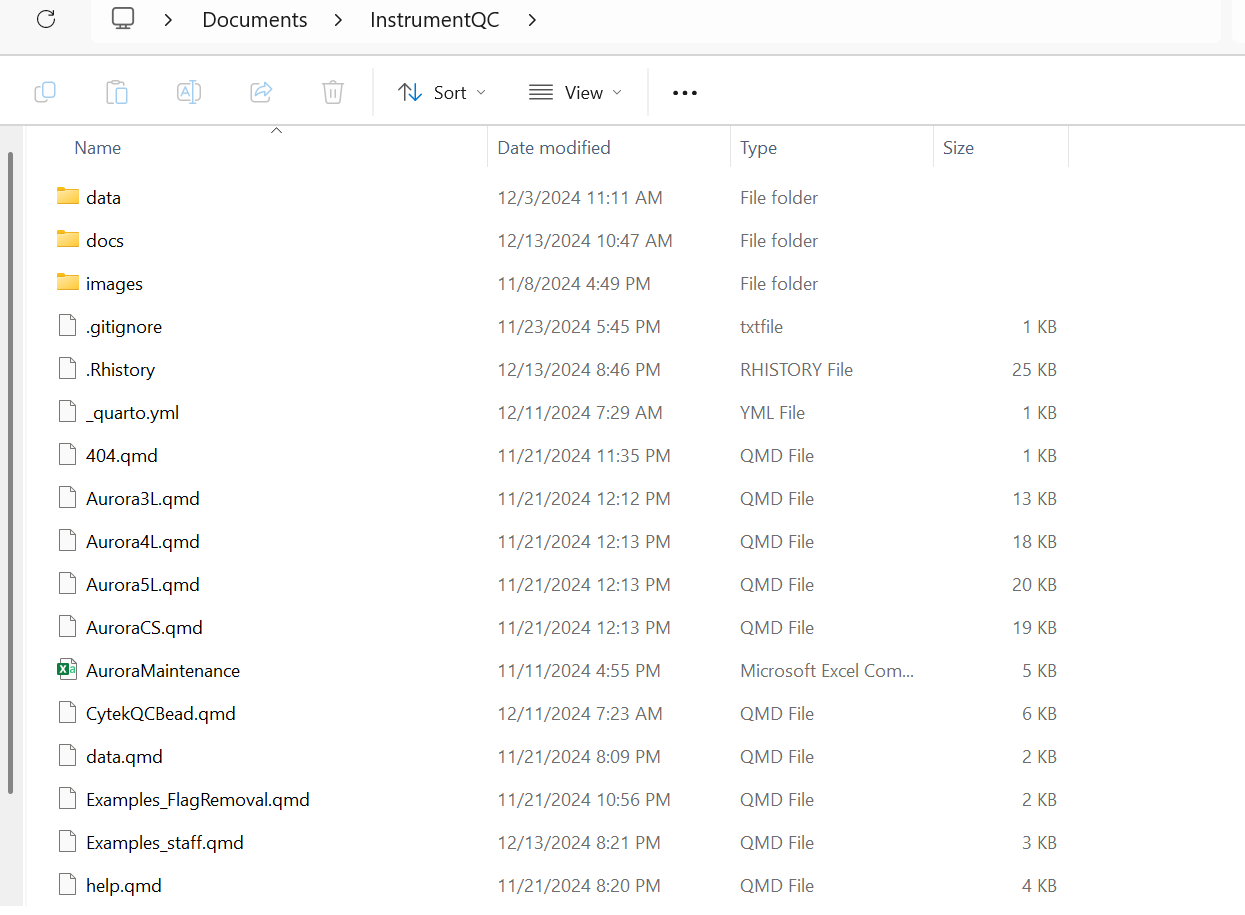 Documents InstrumentQC
Sort View
Name Date modified Type Size
data 12/3/2024 11:11 AM File folder
docs 12/13/2024 10:47 AM File folder
images 11/8/2024 4:49 PM File folder
.gitignore 11/23/2024 5:45 PM txtfile 1 KB
.Rhistory 12/13/2024 8:46 PM RHISTORY File 25 KB
_quarto.yml 12/11/2024 7:29 AM YML File 1 KB
404.qmd 11/21/2024 11:35 PM QMD File 1 KB
Aurora3L.qmd 11/21/2024 12:12 PM QMD File 13 KB
Aurora4L.qmd 11/21/2024 12:13 PM QMD File 18 KB
Aurora5L.qmd 11/21/2024 12:13 PM QMD File 20 KB
AuroraCS.qmd 11/21/2024 12:13 PM QMD File 19 KB
AuroraMaintenance 11/11/2024 4:55 PM Microsoft Excel Com... 5 KB
CytekQCBead.qmd 12/11/2024 7:23 AM QMD File 6 KB
data.qmd 11/21/2024 8:09 PM QMD File 2 KB
Examples_FlagRemoval.qmd 11/21/2024 10:56 PM QMD File 2 KB
Examples_staff.qmd 12/13/2024 8:21 PM QMD File 3 KB
help.qmd 11/21/2024 8:20 PM QMD File 4 KB